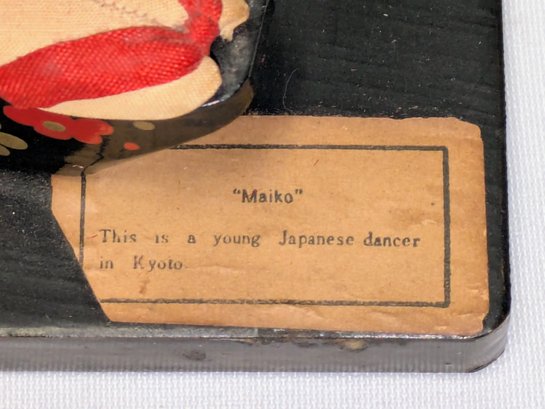 "Maiko"
This is a young Japanese dancer
in Kyoto